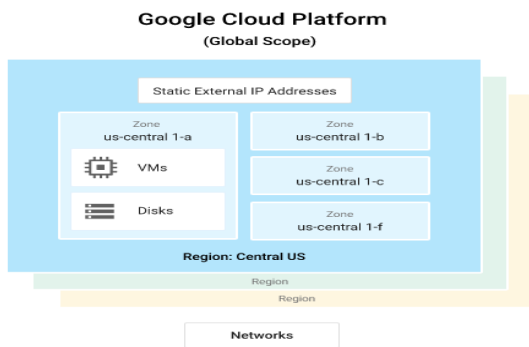 Google Cloud Platform
(Global Scope)
Static External IP Addresses
Zone
us-central 1-a
VMs
Disks
Zone
us-central 1-b
Zone
us-central 1-c
Zone
us-central 1-f
Region: Central US
Region
Region
Networks